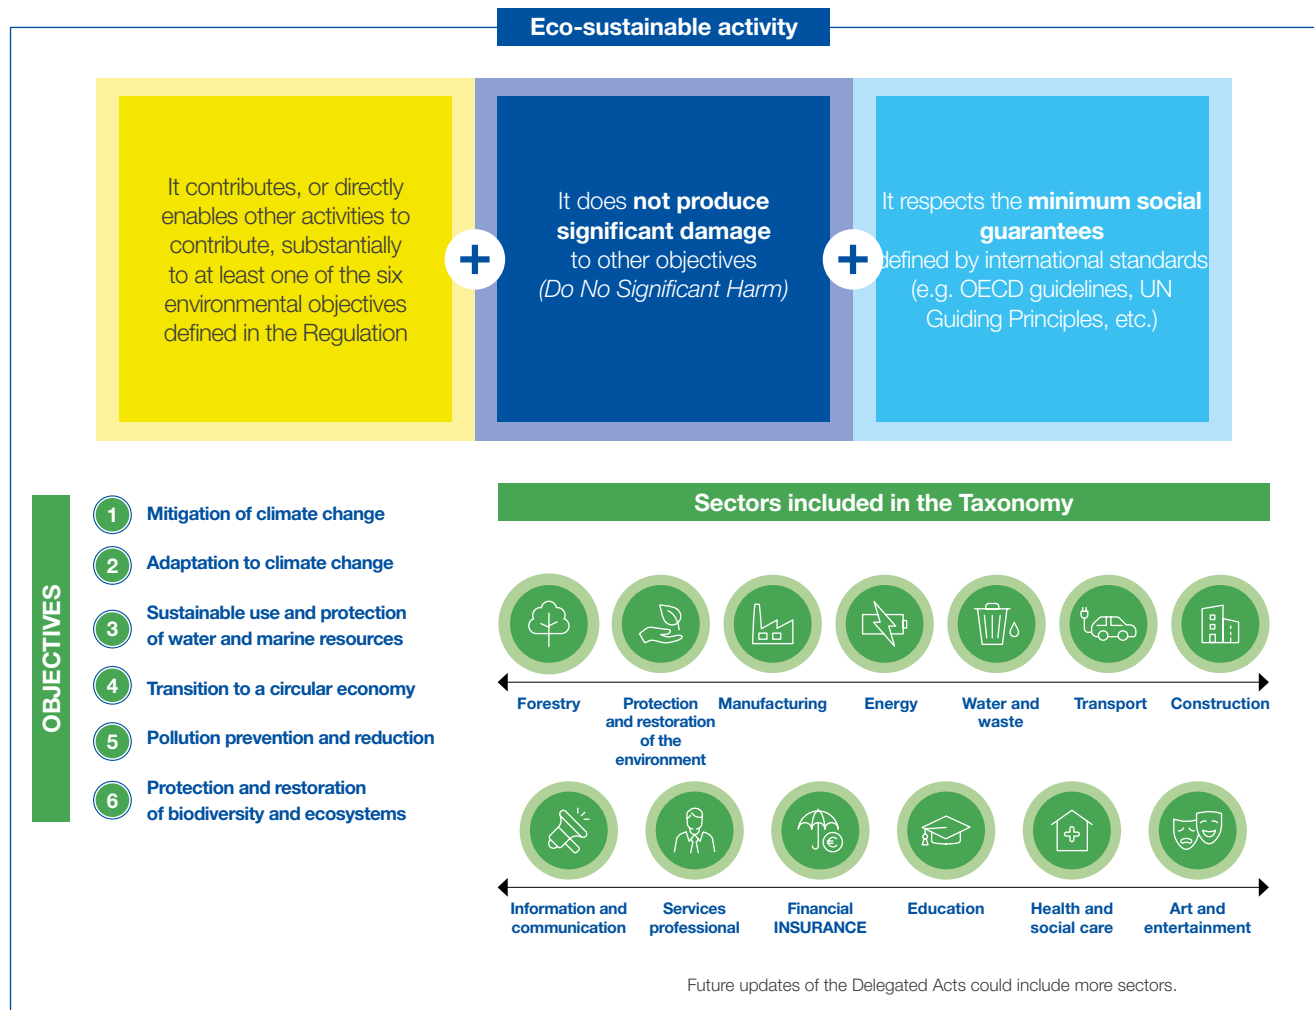 Eco-sustainable activity
It contributes, or directly
enables other activities to
contribute, substantially
to at least one of the six
environmental objectives
defined in the Regulation
+
It does not produce
significant damage
to other objectives
(Do No Significant Harm)
+
It respects the minimum social
guarantees
defined by international standards
(e.g. OECD guidelines, UN
Guiding Principles, etc.)
OBJECTIVES
1 Mitigation of climate change
2 Adaptation to climate change
3 Sustainable use and protection
of water and marine resources
4 Transition to a circular economy
5 Pollution prevention and reduction
6 Protection and restoration
of biodiversity and ecosystems
Sectors included in the Taxonomy
Forestry
Protection
and restoration
of the
environment
Manufacturing
Energy
Water and
waste
Transport
Construction
€
Information and
communication
Services
professional
Financial
INSURANCE
Education
Health and
social care
Art and
entertainment
Future updates of the Delegated Acts could include more sectors.